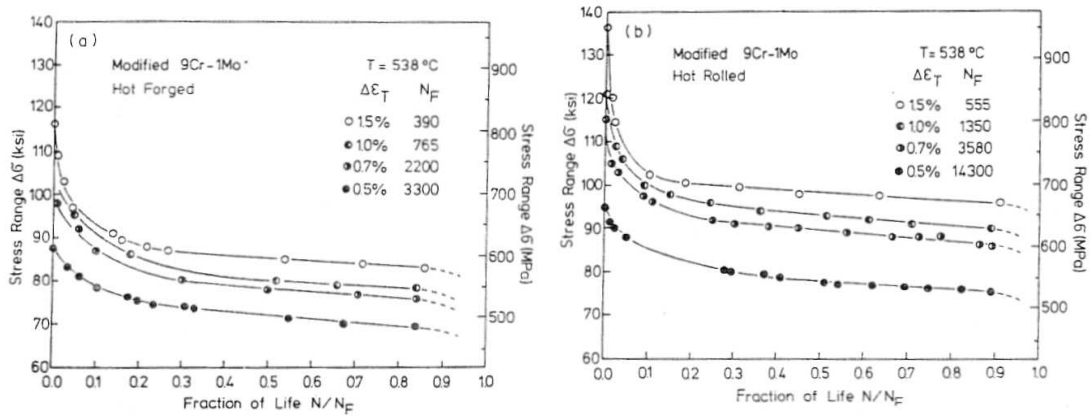 (a)
Modified 9Cr-1Mo
Hot Forged
T = 538 °C
Δε_T N_F
1.5% 390
1.0% 765
0.7% 2200
0.5% 3300
140
130
120
110
100
90
80
70
60
Stress Range Δσ (ksi)
900
800
700
600
500
Stress Range Δσ (MPa)
0.0 0.1 0.2 0.3 0.4 0.5 0.6 0.7 0.8 0.9 1.0
Fraction of Life N/N_F
(b)
Modified 9Cr-1Mo
Hot Rolled
T = 538 °C
Δε_T N_F
1.5% 555
1.0% 1350
0.7% 3580
0.5% 14300
140
130
120
110
100
90
80
70
60
Stress Range Δσ (ksi)
900
800
700
600
500
Stress Range Δσ (MPa)
0.0 0.1 0.2 0.3 0.4 0.5 0.6 0.7 0.8 0.9 1.0
Fraction of Life N/N_F